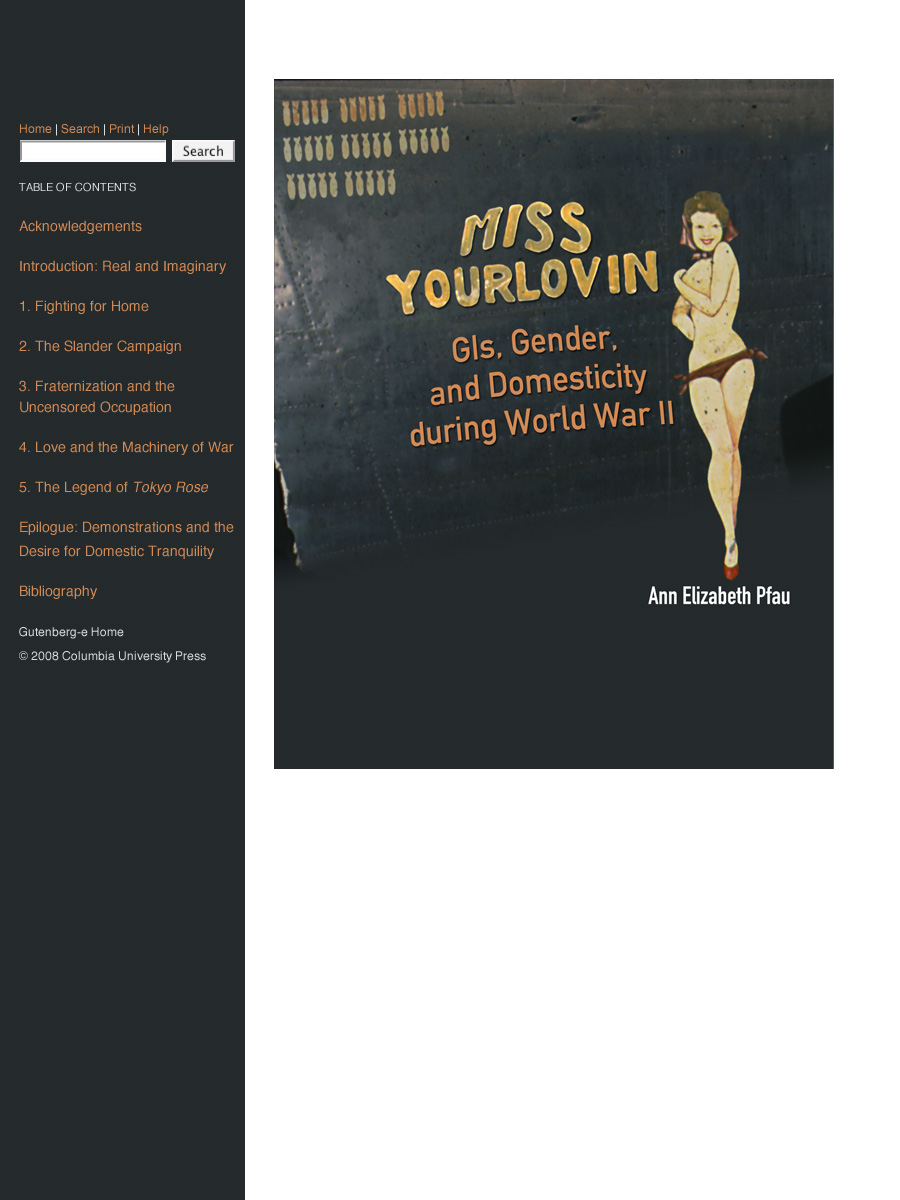 Home | Search | Print | Help
Search
TABLE OF CONTENTS
Acknowledgements
Introduction: Real and Imaginary
1. Fighting for Home
2. The Slander Campaign
3. Fraternization and the
Uncensored Occupation
4. Love and the Machinery of War
5. The Legend of Tokyo Rose
Epilogue: Demonstrations and the
Desire for Domestic Tranquility
Bibliography
Gutenberg-e Home
© 2008 Columbia University Press
MISS
YOURLOVIN
GIs, Gender,
and Domesticity
during World War II
Ann Elizabeth Pfau